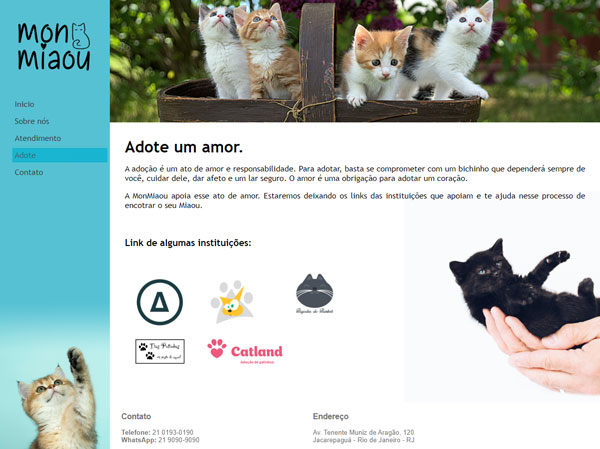 mon
miaou
Início
Sobre nós
Atendimento
Adote
Contato
Adote um amor.
A adoção é um ato de amor e responsabilidade. Para adotar, basta se comprometer com um bichinho que dependerá sempre de
você, cuidar dele, dar afeto e um lar seguro. O amor é uma obrigação para adotar um coração.
A MonMiaou apoia esse ato de amor. Estaremos deixando os links das instituições que apoiam e te ajuda nesse processo de
encotrar o seu Miaou.
Link de algumas instituições:
Catland
Contato
Telefone: 21 0193-0190
WhatsApp: 21 9090-9090
Endereço
Av. Tenente Muniz de Aragão, 120
Jacarepaguá - Rio de Janeiro - RJ